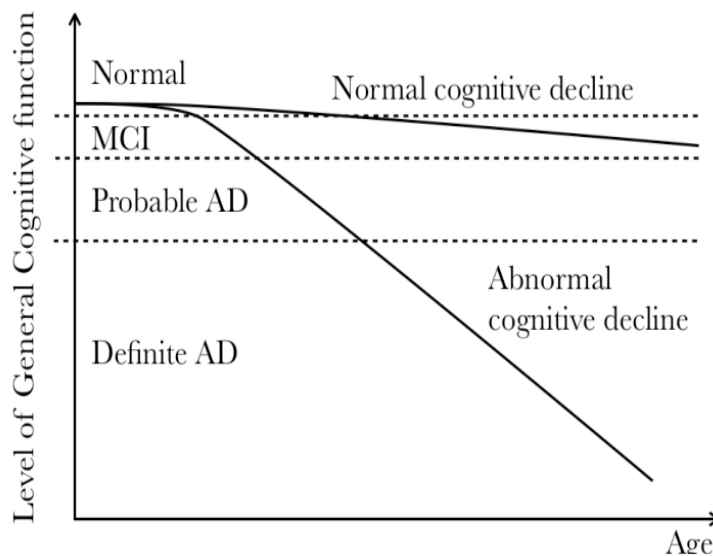 Level of General Cognitive function
Normal
Normal cognitive decline
MCI
Probable AD
Abnormal
cognitive decline
Definite AD
Age